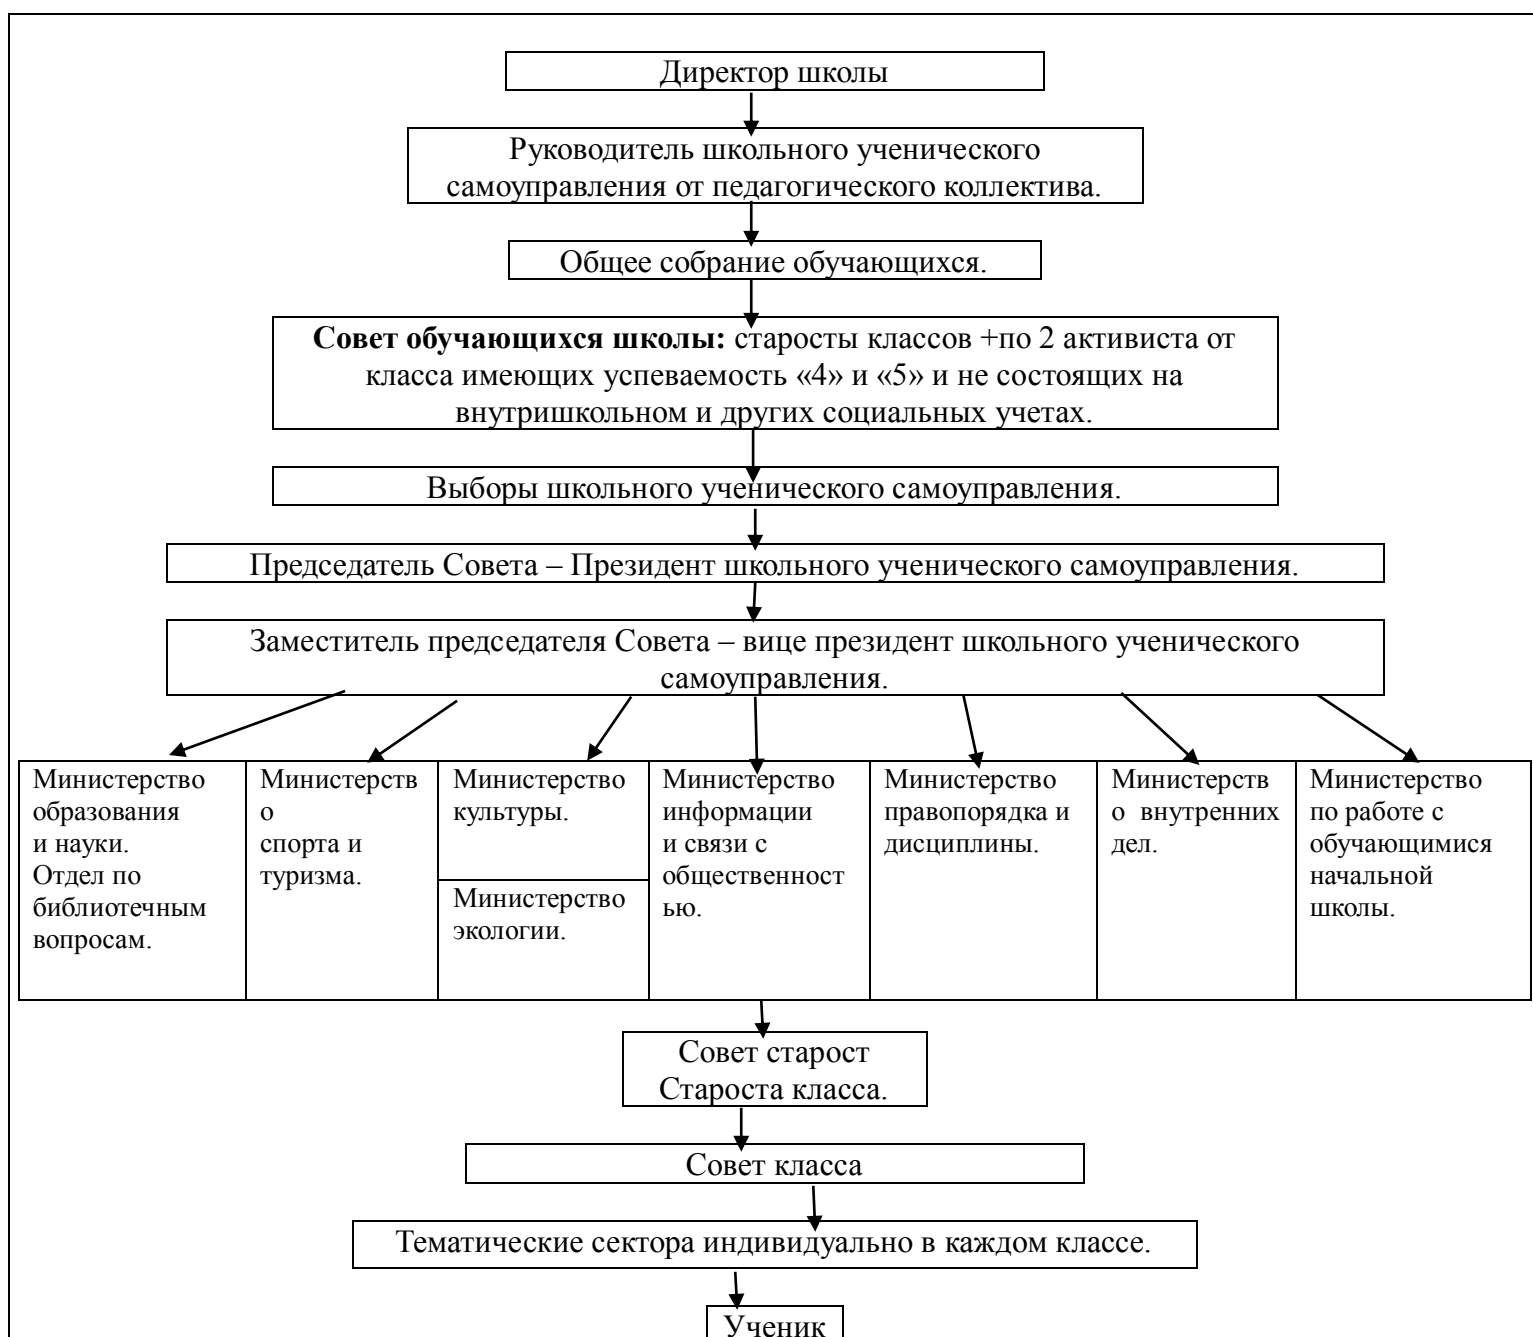 Директор школы
Руководитель школьного ученического
самоуправления от педагогического коллектива.
Общее собрание обучающихся.
Совет обучающихся школы: старосты классов +по 2 активиста от
класса имеющих успеваемость «4» и «5» и не состоящих на
внутришкольном и других социальных учетах.
Выборы школьного ученического самоуправления.
Председатель Совета – Президент школьного ученического самоуправления.
Заместитель председателя Совета – вице президент школьного ученического
самоуправления.
Министерство
образования
и науки.
Отдел по
библиотечным
вопросам.
Министерств
о
спорта и
туризма.
Министерство
культуры.
Министерство
экологии.
Министерство
информации
и связи с
общественност
ью.
Министерство
правопорядка и
дисциплины.
Министерств
о внутренних
дел.
Министерство
по работе с
обучающимися
начальной
школы.
Совет старост
Староста класса.
Совет класса
Тематические сектора индивидуально в каждом классе.
Ученик